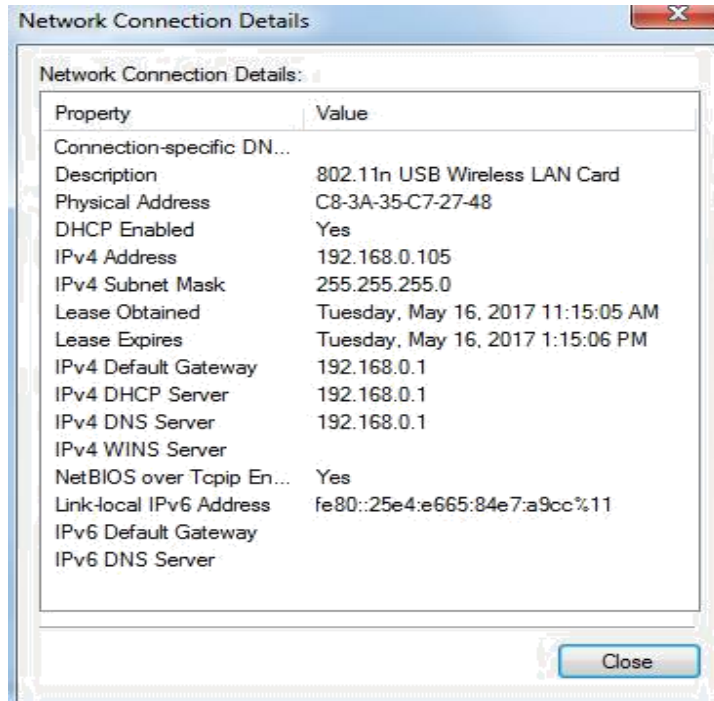 Network Connection Details
Network Connection Details:
Property Value
Connection-specific DN...
Description 802.11n USB Wireless LAN Card
Physical Address C8-3A-35-C7-27-48
DHCP Enabled Yes
IPv4 Address 192.168.0.105
IPv4 Subnet Mask 255.255.255.0
Lease Obtained Tuesday, May 16, 2017 11:15:05 AM
Lease Expires Tuesday, May 16, 2017 1:15:06 PM
IPv4 Default Gateway 192.168.0.1
IPv4 DHCP Server 192.168.0.1
IPv4 DNS Server 192.168.0.1
IPv4 WINS Server
NetBIOS over Tcpip En... Yes
Link-local IPv6 Address fe80::25e4:e665:84e7:a9cc%11
IPv6 Default Gateway
IPv6 DNS Server
Close